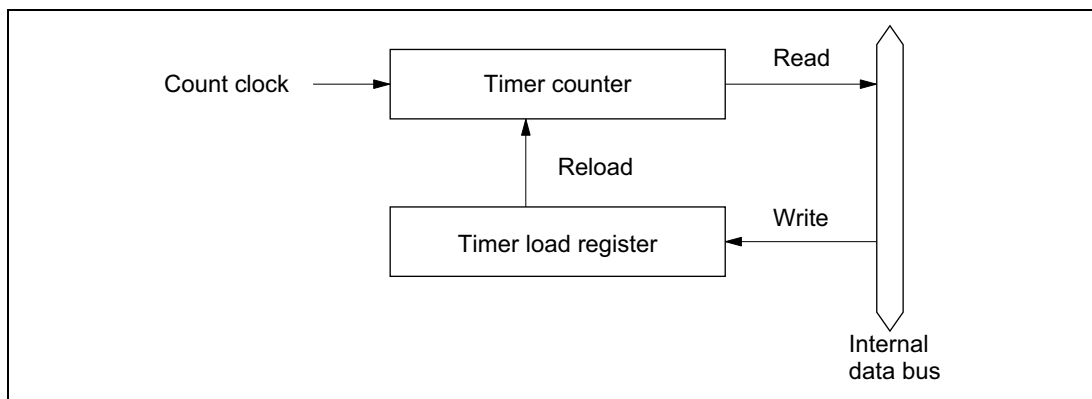 Read
Count clock
Timer counter
Reload
Write
Timer load register
Internal
data bus